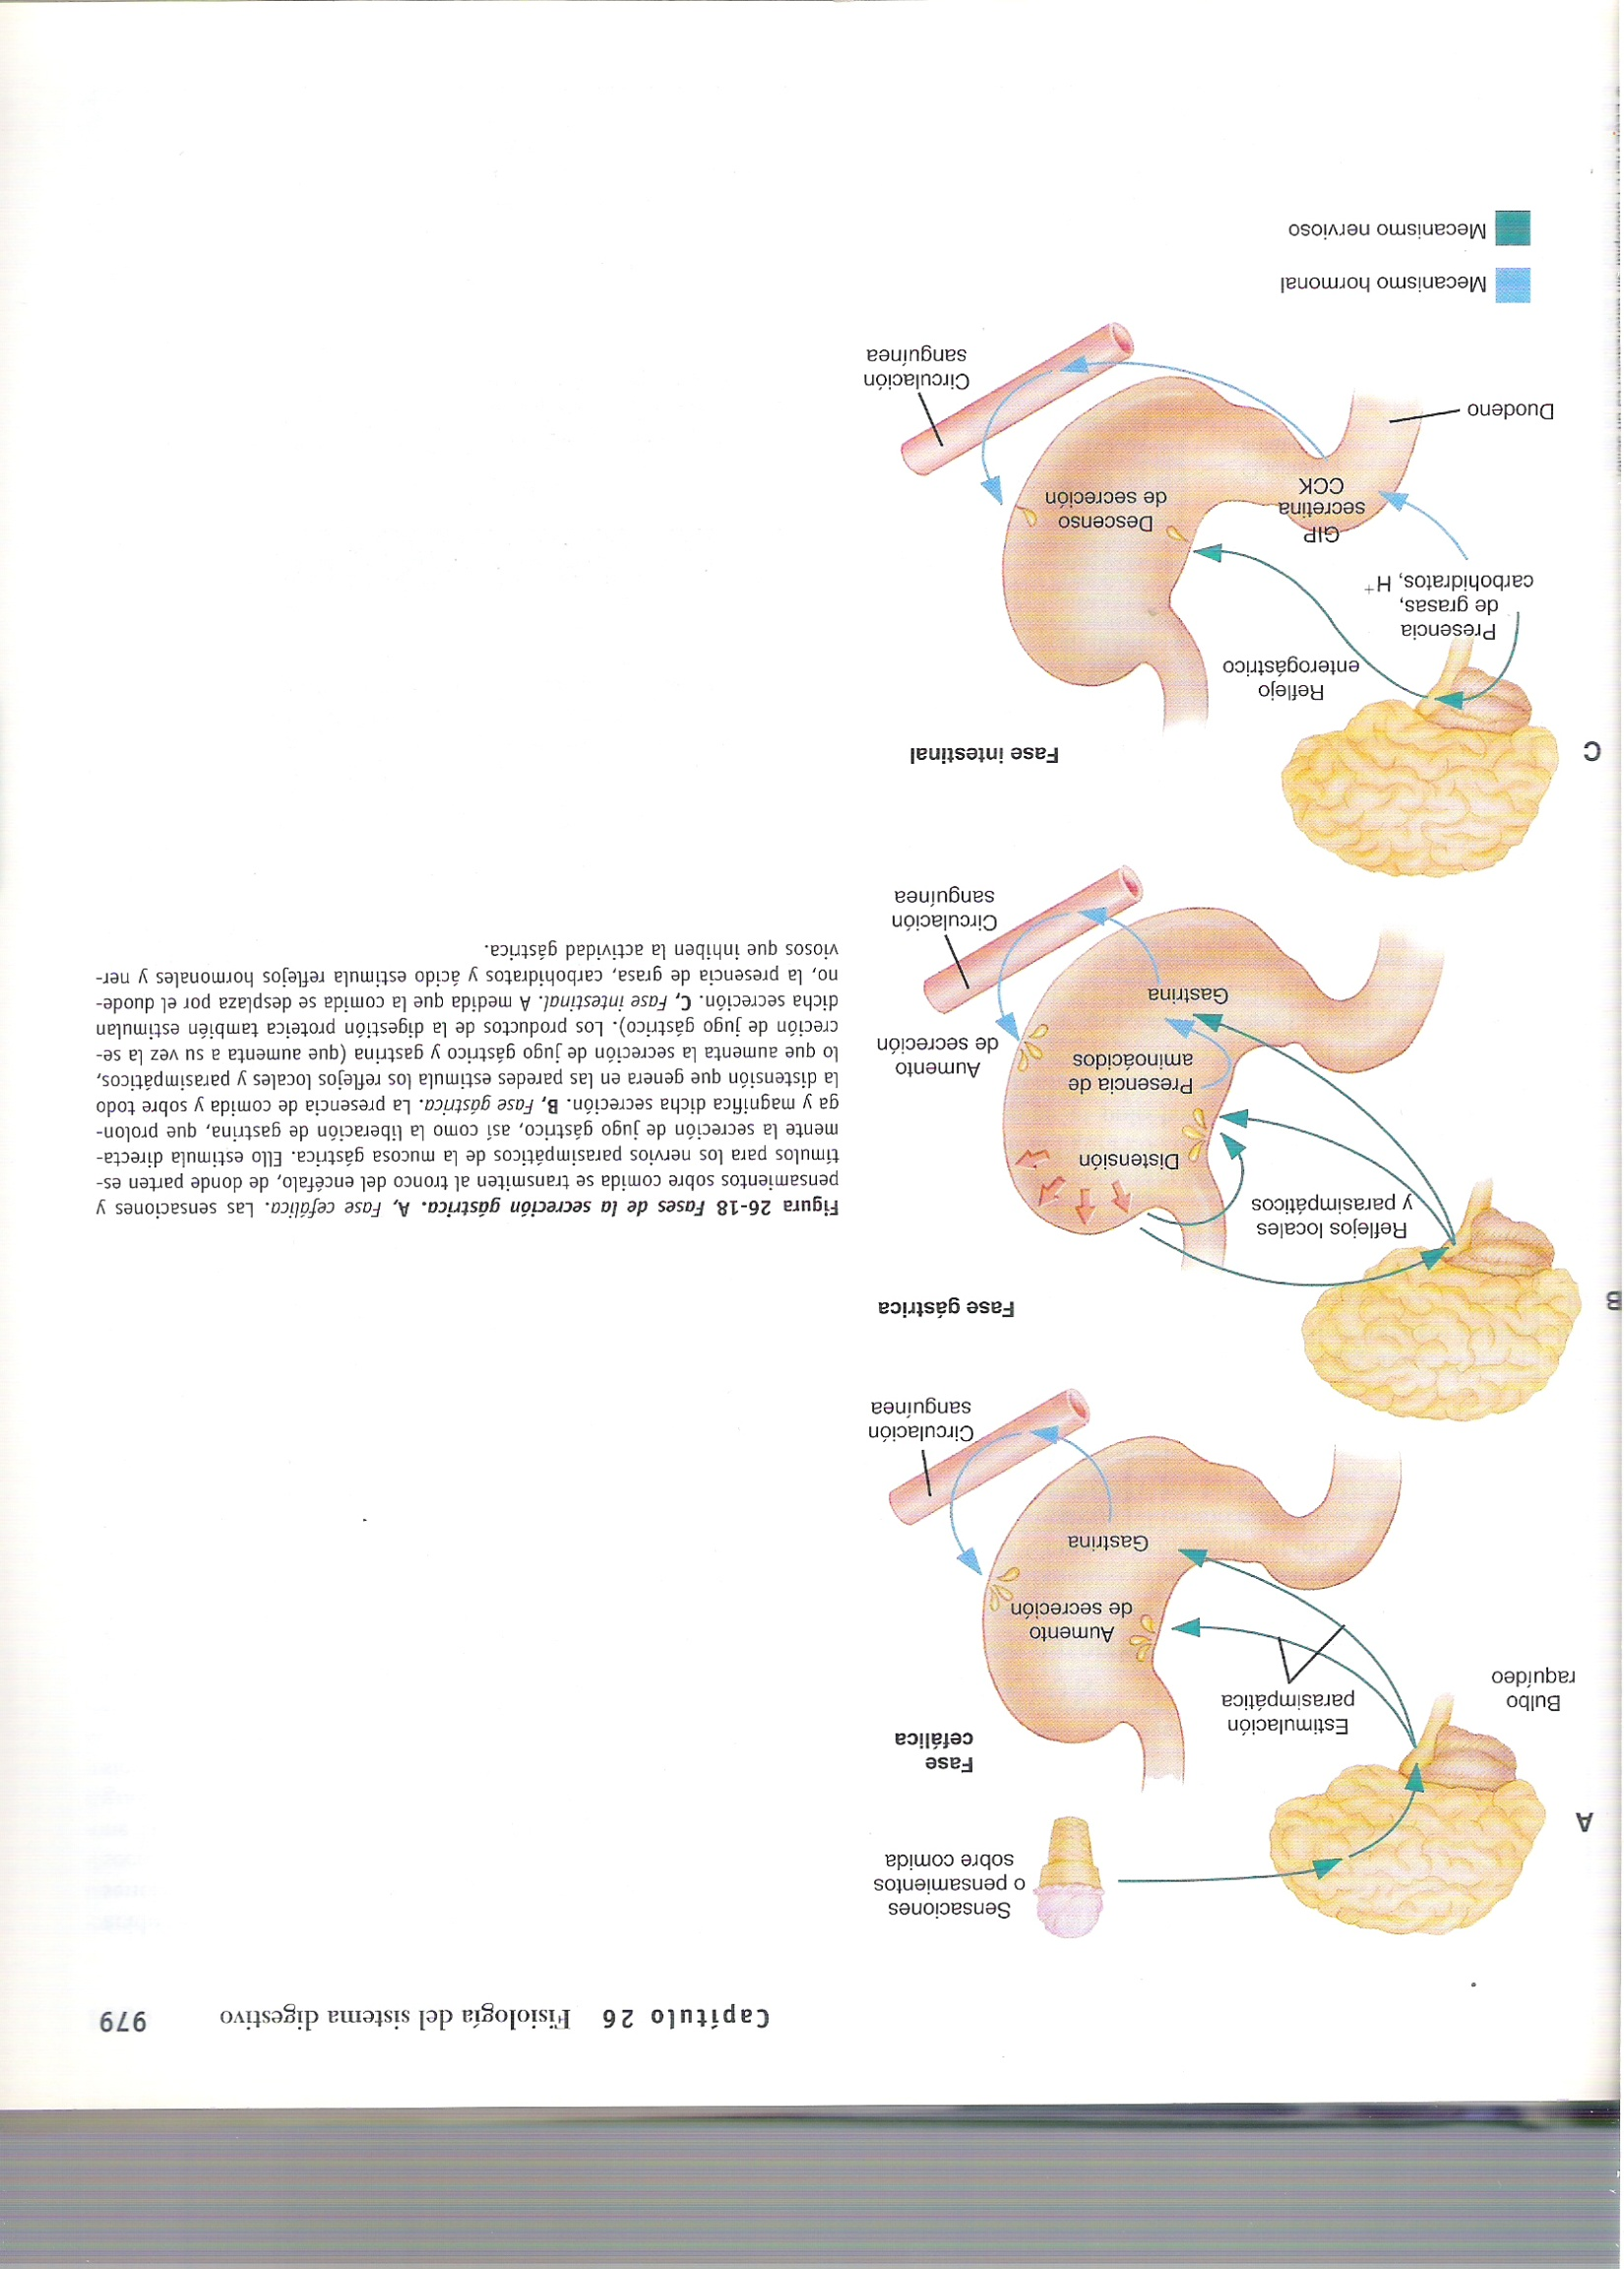 Capítulo 26 Fisiología del sistema digestivo 979
A
Sensaciones
o pensamientos
sobre comida
Fase
cefálica
Bulbo
raquídeo
Estimulación
parasimpática
Aumento
de secreción
Gastrina
Circulación
sanguínea
B
Fase gástrica
Reflejos locales
y parasimpáticos
Distensión
Presencia de
aminoácidos
Gastrina
Aumento
de secreción
Circulación
sanguínea
C
Fase intestinal
Reflejo
enterogástrico
Presencia
de grasas,
carbohidratos, H⁺
GIP
secretina
CCK
Descenso
de secreción
Duodeno
Circulación
sanguínea
Mecanismo hormonal
Mecanismo nervioso
Figura 26-18 Fases de la secreción gástrica. A, Fase cefálica. Las sensaciones y
pensamientos sobre comida se transmiten al tronco del encéfalo, de donde parten es-
tímulos para los nervios parasimpáticos de la mucosa gástrica. Ello estimula directa-
mente la secreción de jugo gástrico, así como la liberación de gastrina, que prolon-
ga y magnifica dicha secreción. B, Fase gástrica. La presencia de comida y sobre todo
la distensión que genera en las paredes estimula los reflejos locales y parasimpáticos,
lo que aumenta la secreción de jugo gástrico y gastrina (que aumenta a su vez la se-
creción de jugo gástrico). Los productos de la digestión proteica también estimulan
dicha secreción. C, Fase intestinal. A medida que la comida se desplaza por el duode-
no, la presencia de grasa, carbohidratos y ácido estimula reflejos hormonales y ner-
viosos que inhiben la actividad gástrica.